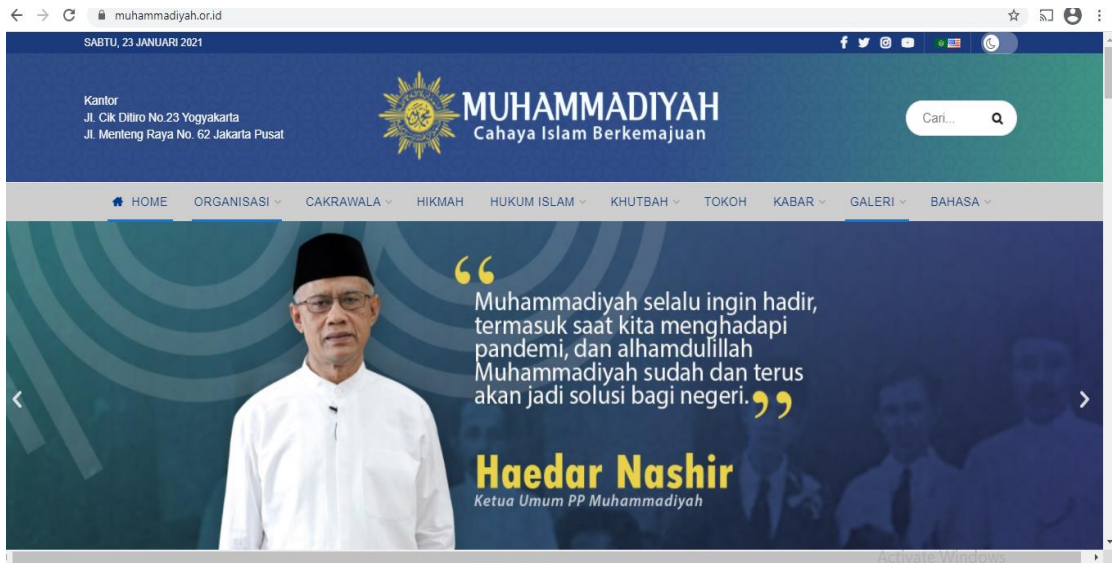 muhammadiyah.or.id
SABTU, 23 JANUARI 2021
Kantor
Jl. Cik Ditiro No.23 Yogyakarta
Jl. Menteng Raya No. 62 Jakarta Pusat
MUHAMMADIYAH
Cahaya Islam Berkemajuan
Cari...
HOME ORGANISASI CAKRAWALA HIKMAH HUKUM ISLAM KHUTBAH TOKOH KABAR GALERI BAHASA
“
Muhammadiyah selalu ingin hadir,
termasuk saat kita menghadapi
pandemi, dan alhamdulillah
Muhammadiyah sudah dan terus
akan jadi solusi bagi negeri.”
Haedar Nashir
Ketua Umum PP Muhammadiyah
Activate Windows